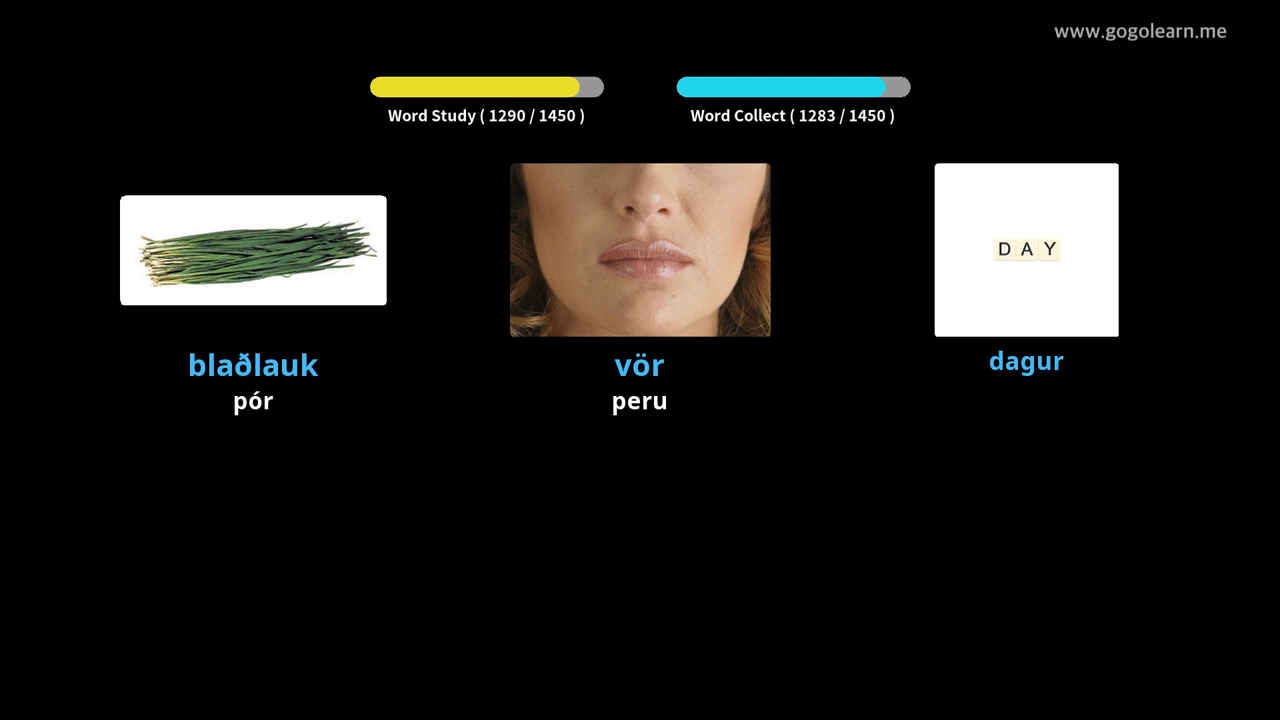 www.gogolearn.me
Word Study ( 1290 / 1450 )
Word Collect ( 1283 / 1450 )
DAY
blaðlauk
vör
dagur
pór
peru